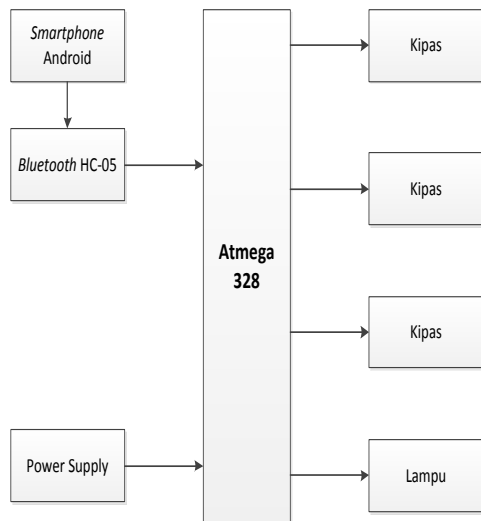 Smartphone
Android
Bluetooth HC-05
Power Supply
Atmega
328
Kipas
Kipas
Kipas
Lampu